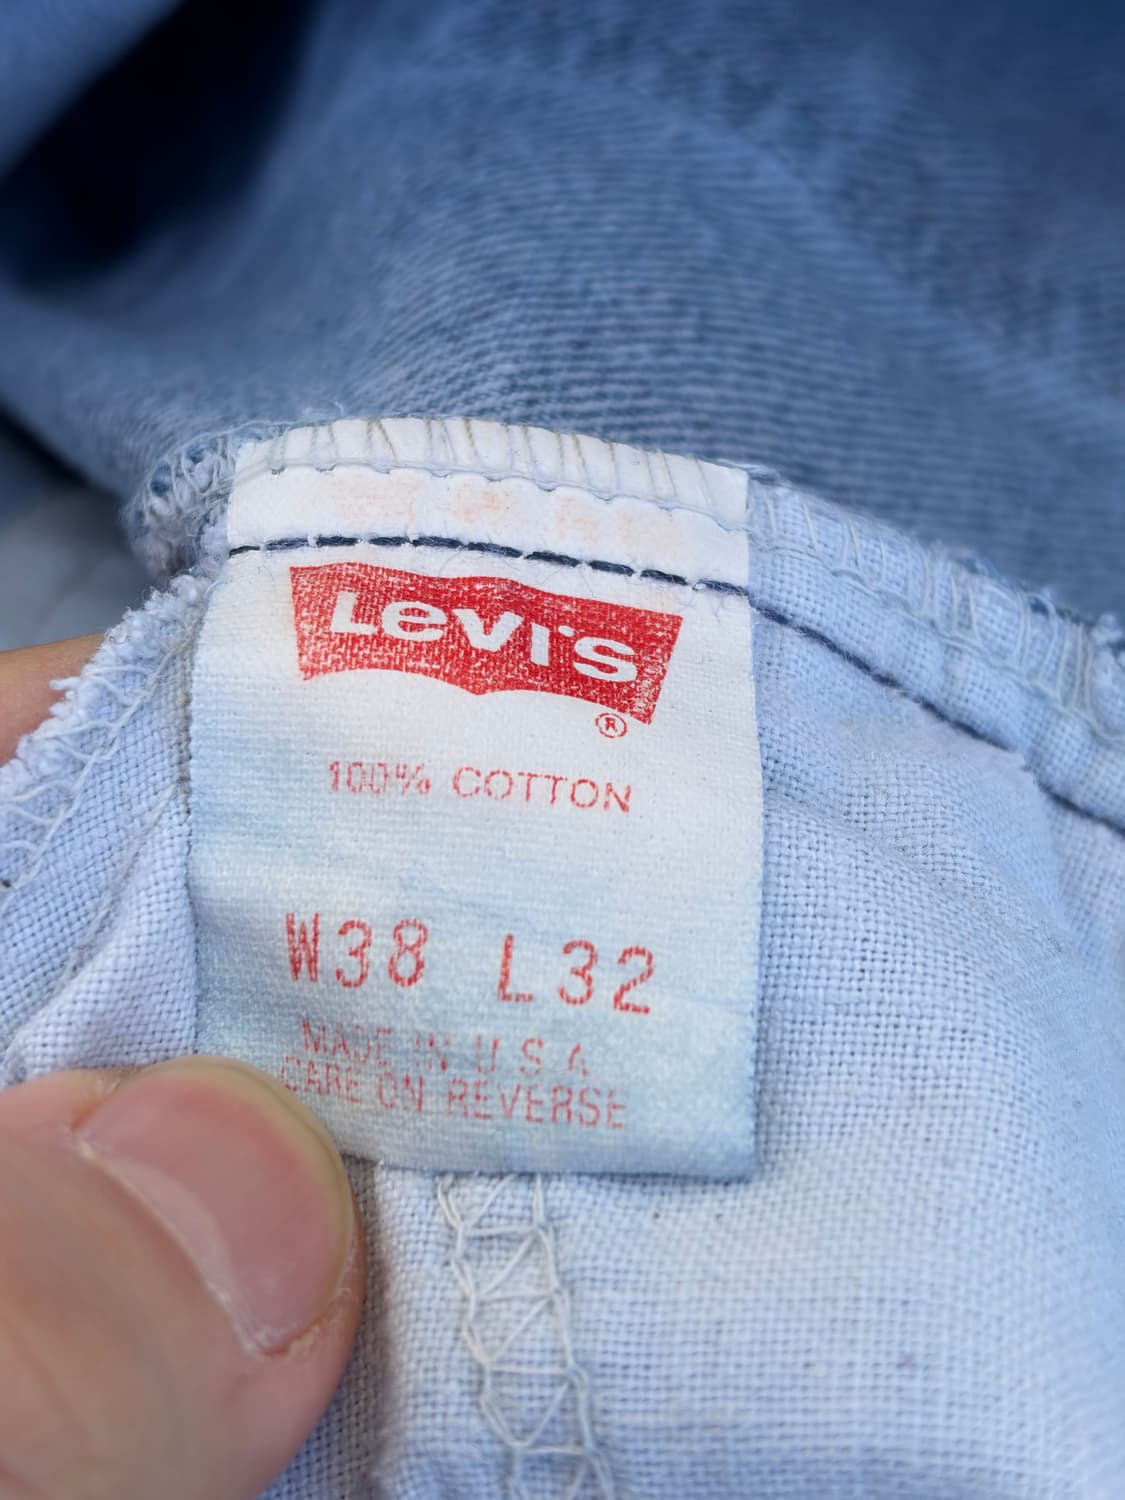 Levi's
®
100% COTTON
W38 L32
MADE IN U.S.A
CARE ON REVERSE